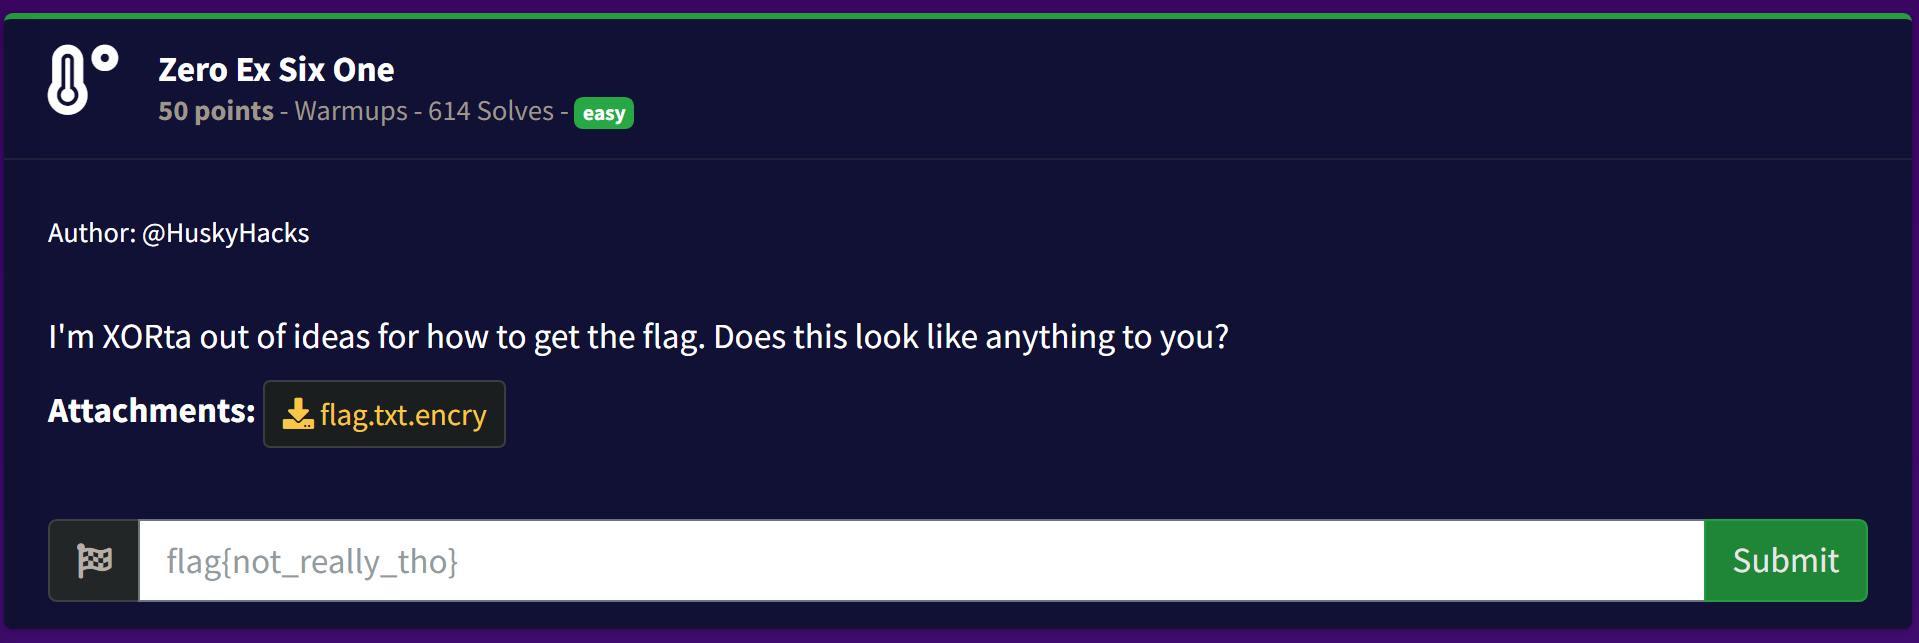 Zero Ex Six One
50 points - Warmups - 614 Solves - easy
Author: @HuskyHacks
I'm XORta out of ideas for how to get the flag. Does this look like anything to you?
Attachments: flag.txt.encry
flag{not_really_tho} Submit